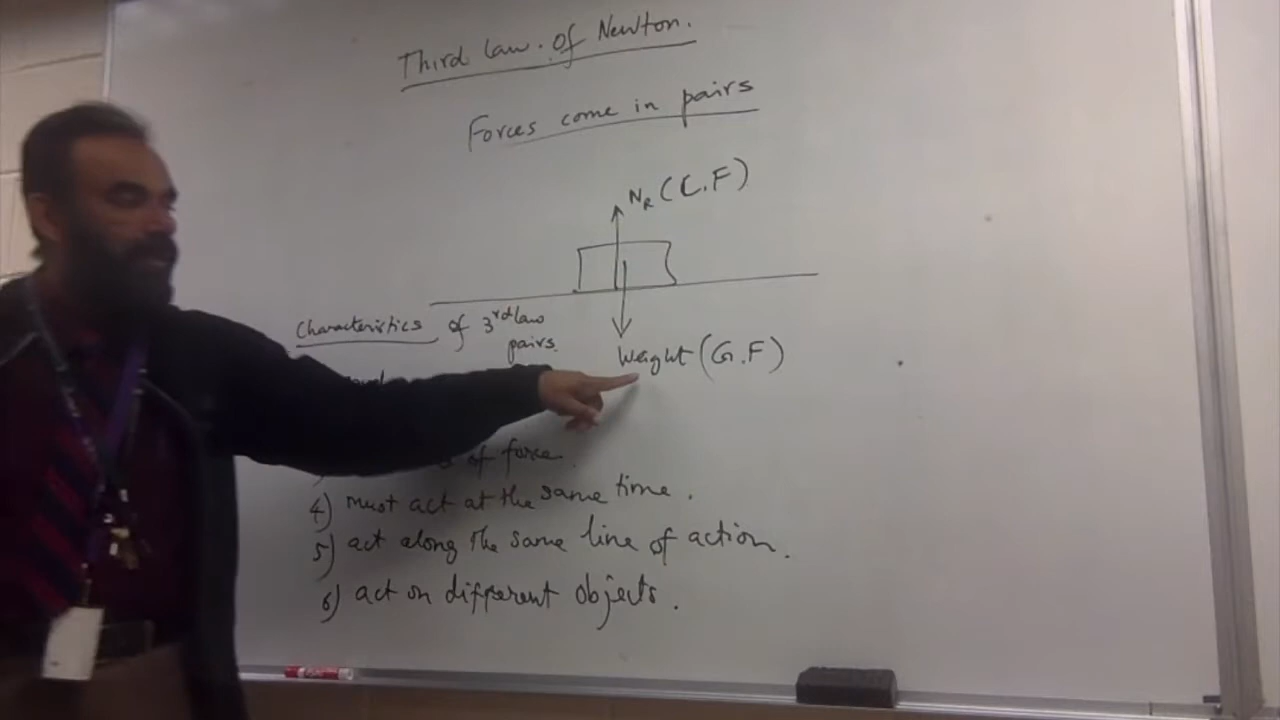 Third Law. of Newton.
Forces come in pairs
NR (C.F)
Characteristics of 3rd law
pairs.
Weight (G.F)
of force.
4) must act at the same time.
5) act along the same line of action.
6) act on different objects.